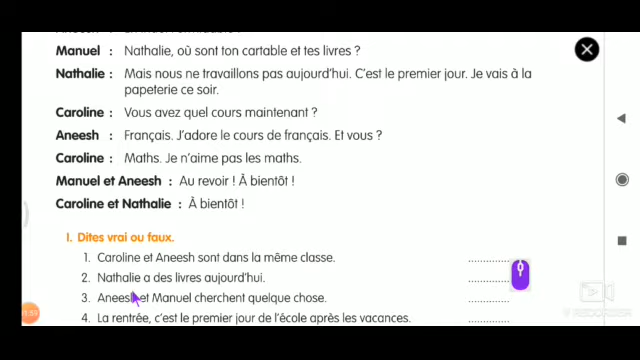 Manuel : Nathalie, où sont ton cartable et tes livres ?
Nathalie : Mais nous ne travaillons pas aujourd'hui. C'est le premier jour. Je vais à la
papeterie ce soir.
Caroline : Vous avez quel cours maintenant ?
Aneesh : Français. J'adore le cours de français. Et vous ?
Caroline : Maths. Je n'aime pas les maths.
Manuel et Aneesh : Au revoir ! À bientôt !
Caroline et Nathalie : À bientôt !
I. Dites vrai ou faux.
1. Caroline et Aneesh sont dans la même classe. ..............
2. Nathalie a des livres aujourd'hui. ..............
3. Aneesh et Manuel cherchent quelque chose. ..............
4. La rentrée, c'est le premier jour de l'école après les vacances. ..............